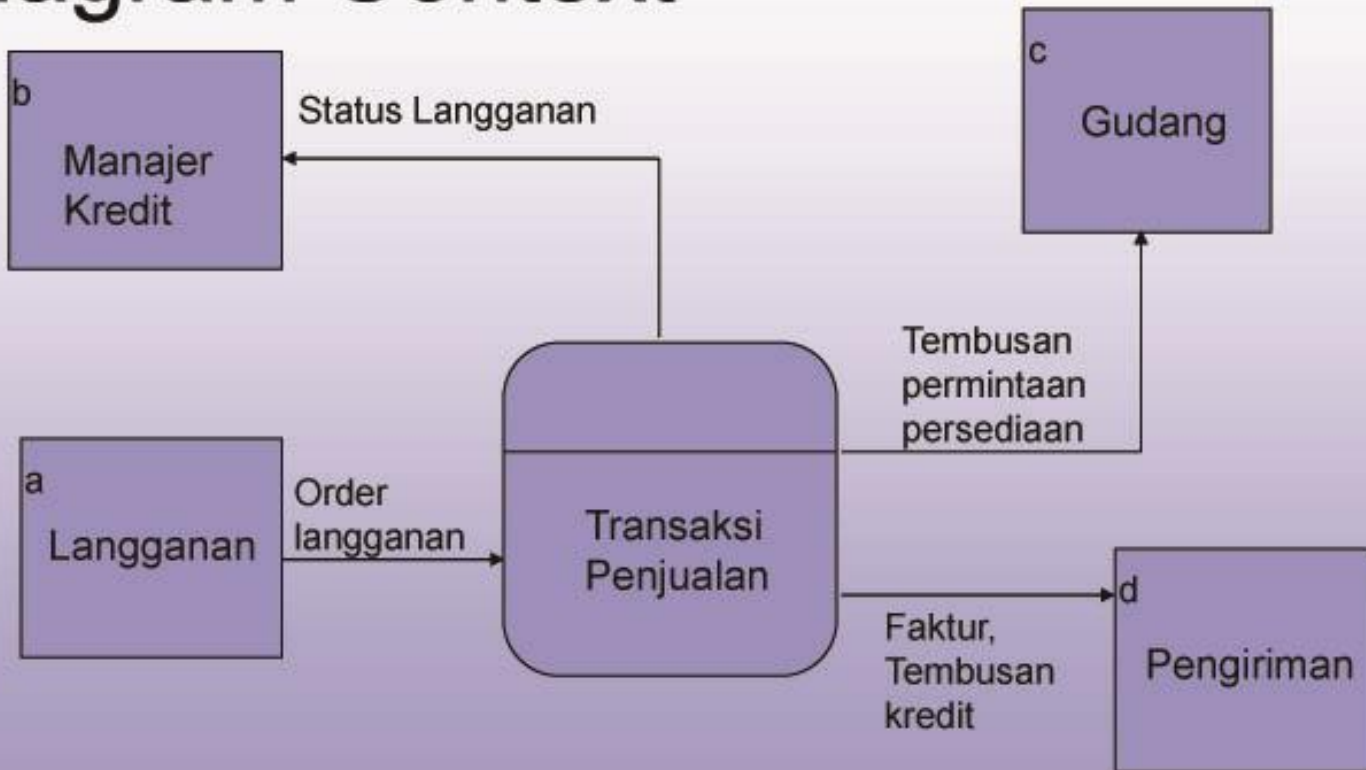 b
Manajer
Kredit
Status Langganan
c
Gudang
a
Langganan
Order
langganan
Transaksi
Penjualan
Tembusan
permintaan
persediaan
Faktur,
Tembusan
kredit
d
Pengiriman